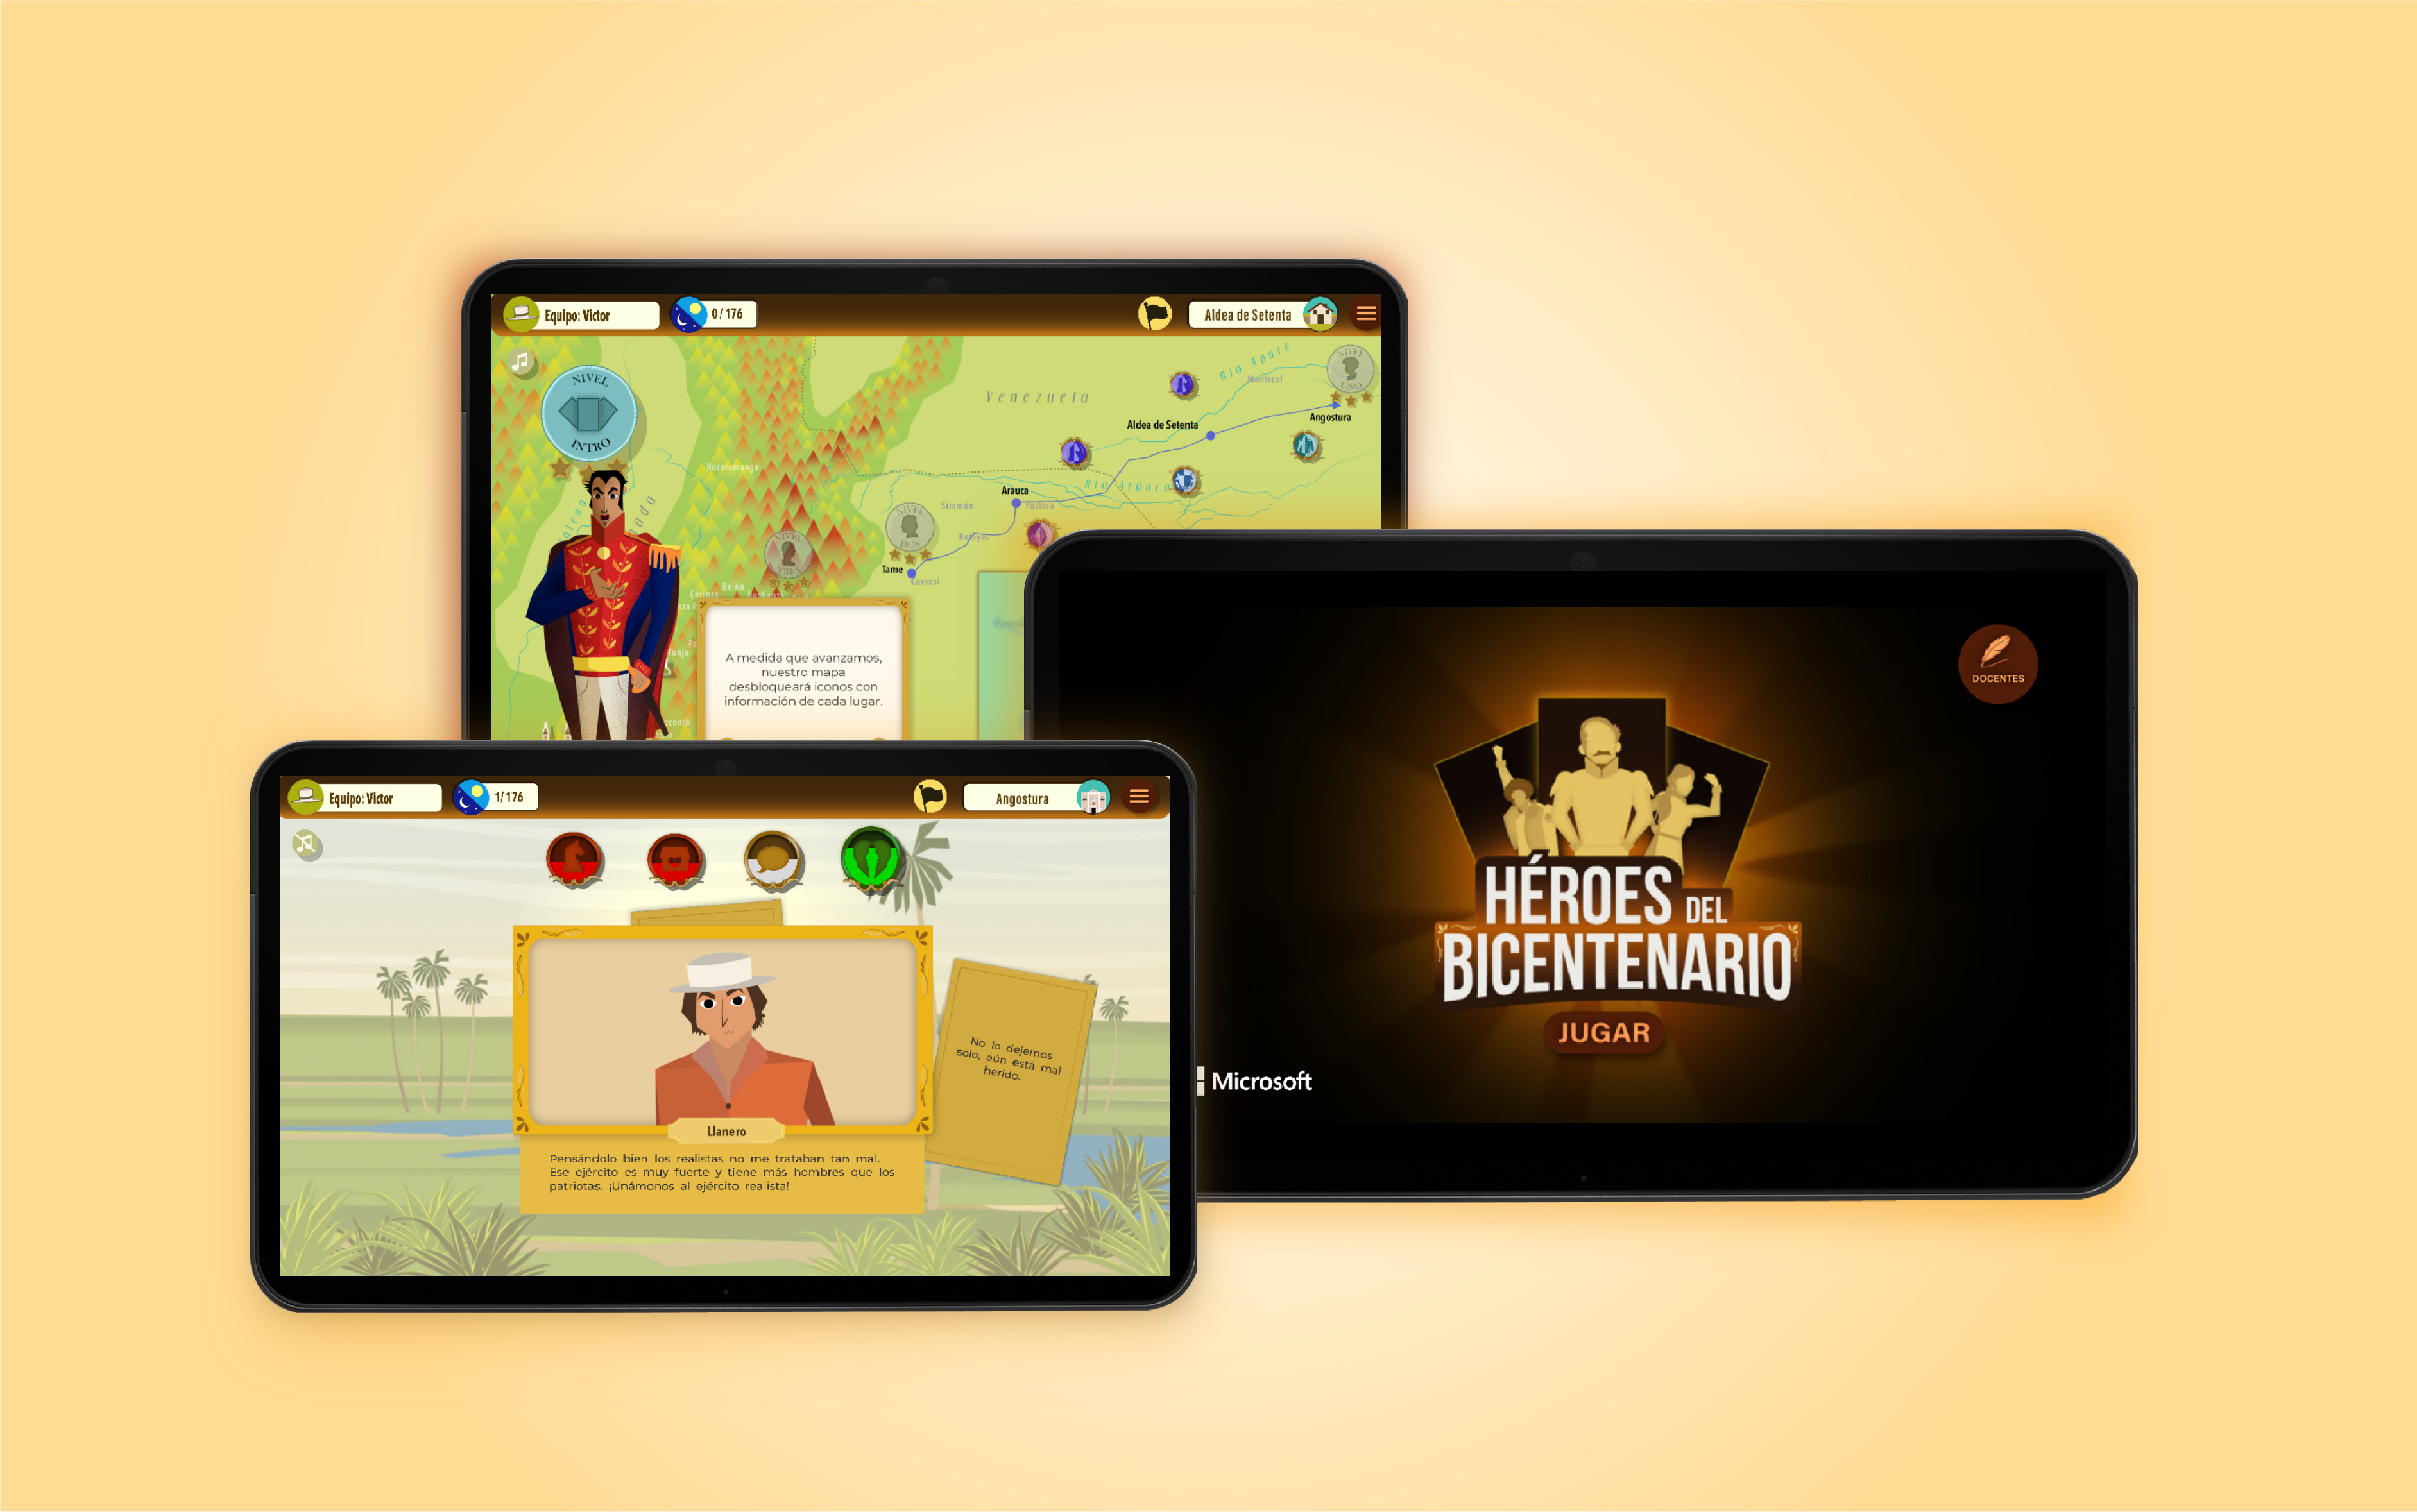 Equipo: Victor
0/176
Aldea de Setenta
NIVEL
INTRO
Venezuela
Río Apure
Mantecal
NIVEL
UNO
Angostura
Aldea de Setenta
Bucaramanga
Río Arauca
Arauca
Pastora
Siramón
NIVEL
DOS
Betoyes
NIVEL
TRES
Tame
Corozal
Belén
A medida que avanzamos,
nuestro mapa
desbloqueará iconos con
información de cada lugar.
DOCENTES
HÉROES DEL
BICENTENARIO
JUGAR
Microsoft
Equipo: Victor
1/176
Angostura
No lo dejemos
solo, aún está mal
herido.
Llanero
Pensándolo bien los realistas no me trataban tan mal.
Ese ejército es muy fuerte y tiene más hombres que los
patriotas. ¡Unámonos al ejército realista!